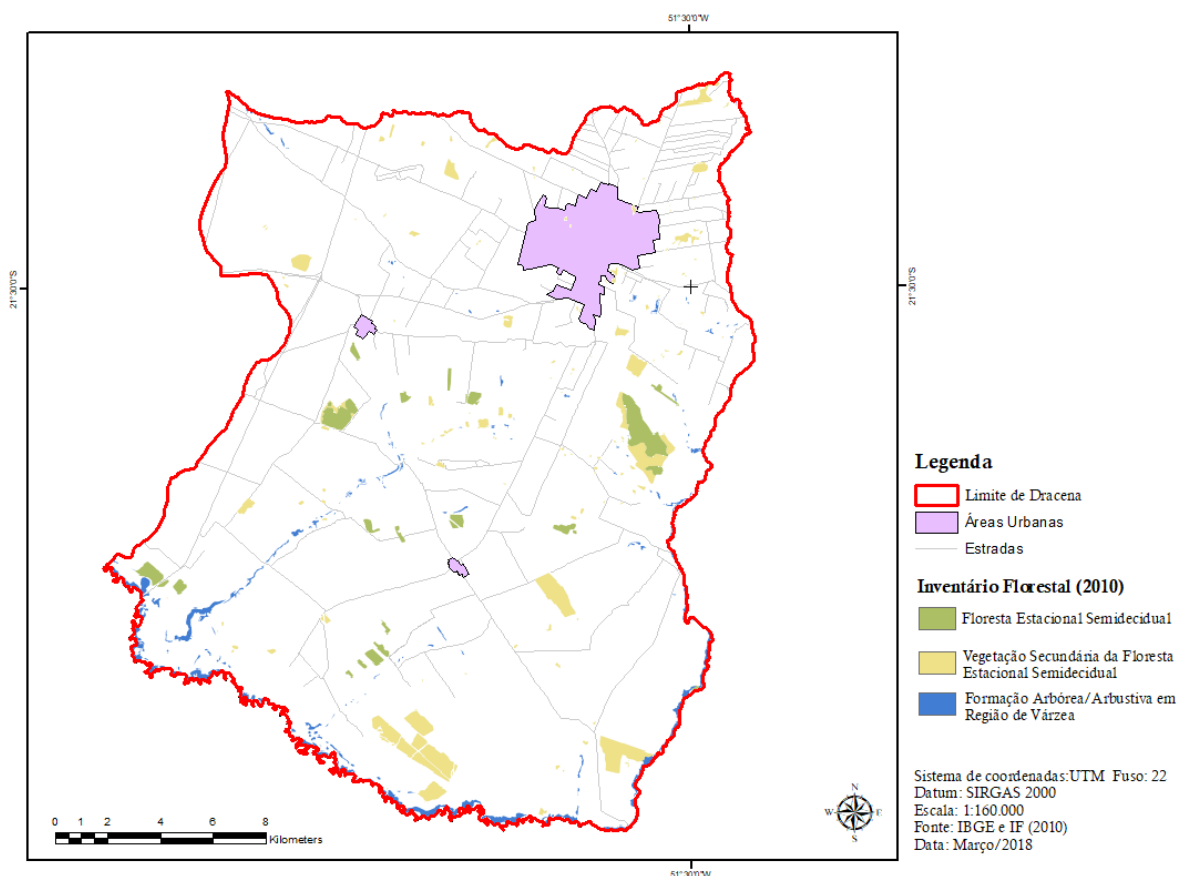 51°30'0"W
21°30'0"S
21°30'0"S
Legenda
Limite de Dracena
Áreas Urbanas
Estradas
Inventário Florestal (2010)
Floresta Estacional Semidecidual
Vegetação Secundária da Floresta
Estacional Semidecidual
Formação Arbórea/Arbustiva em
Região de Várzea
Sistema de coordenadas:UTM Fuso: 22
Datum: SIRGAS 2000
Escala: 1:160.000
Fonte: IBGE e IF (2010)
Data: Março/2018
N
W E
S
0 1 2 4 6 8
Kilometers
51°30'0"W